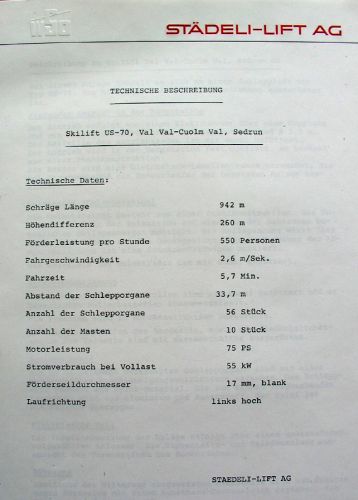 STÄDELI-LIFT AG
TECHNISCHE BESCHREIBUNG
Skilift US-70, Val Val-Cuolm Val, Sedrun
Technische Daten:
Schräge Länge 942 m
Höhendifferenz 260 m
Förderleistung pro Stunde 550 Personen
Fahrgeschwindigkeit 2,6 m/Sek.
Fahrzeit 5,7 Min.
Abstand der Schlepporgane 33,7 m
Anzahl der Schlepporgane 56 Stück
Anzahl der Masten 10 Stück
Motorleistung 75 PS
Stromverbrauch bei Vollast 55 kW
Förderseildurchmesser 17 mm, blank
Laufrichtung links hoch
STAEDELI-LIFT AG